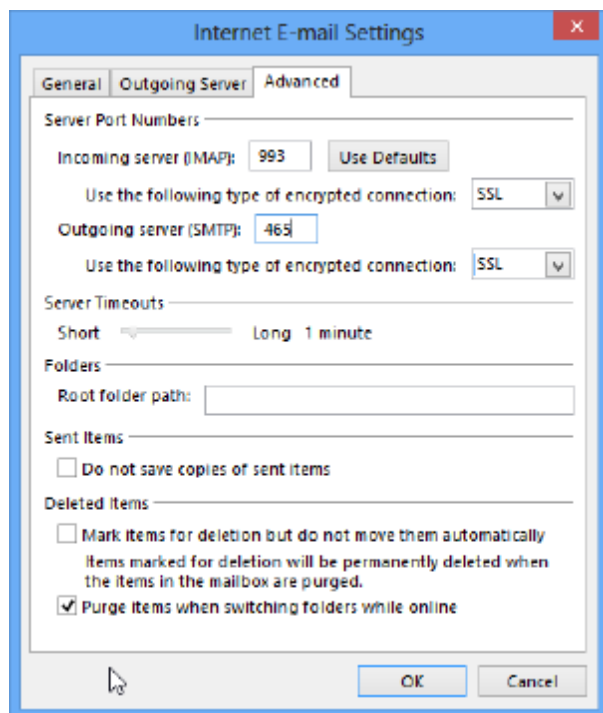 Internet E-mail Settings
x
General Outgoing Server Advanced
Server Port Numbers
Incoming server (IMAP): 993 Use Defaults
Use the following type of encrypted connection: SSL
Outgoing server (SMTP): 465
Use the following type of encrypted connection: SSL
Server Timeouts
Short Long 1 minute
Folders
Root folder path:
Sent Items
Do not save copies of sent items
Deleted Items
Mark items for deletion but do not move them automatically
Items marked for deletion will be permanently deleted when
the items in the mailbox are purged.
Purge items when switching folders while online
OK Cancel